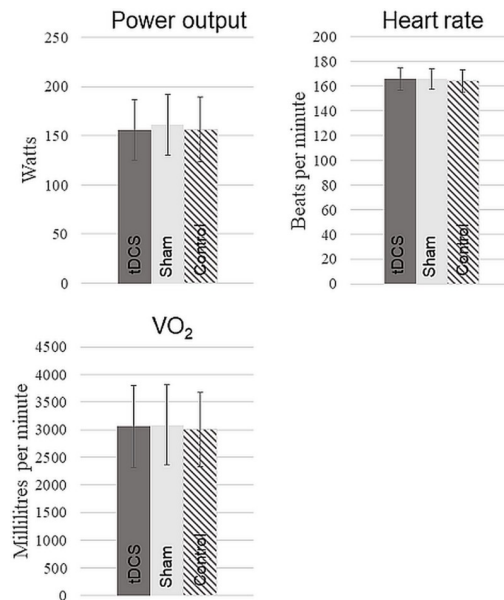 Power output
Watts
250
200
150
100
50
0
tDCS
Sham
Control
Heart rate
Beats per minute
200
180
160
140
120
100
80
60
40
20
0
tDCS
Sham
Control
VO₂
Millilitres per minute
4500
4000
3500
3000
2500
2000
1500
1000
500
0
tDCS
Sham
Control